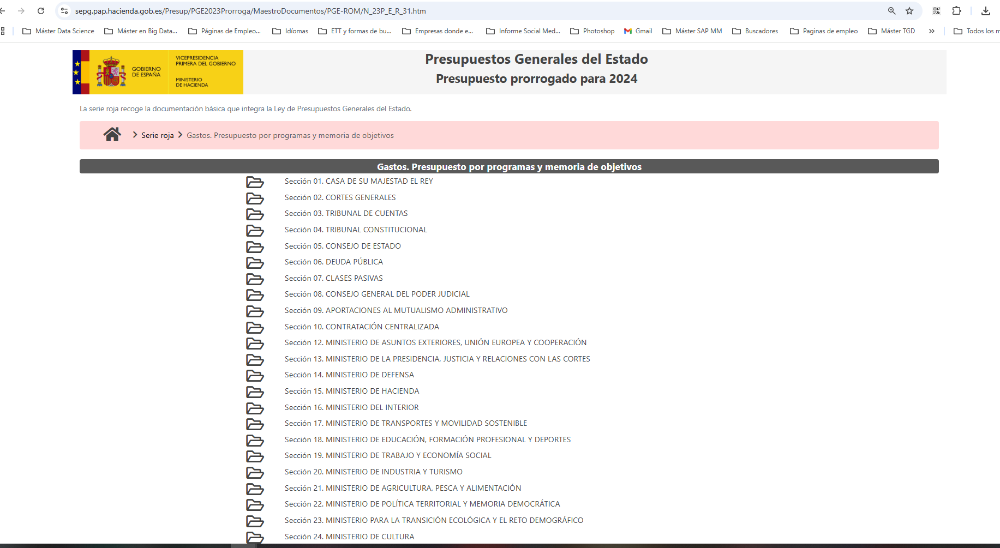 sepg.pap.hacienda.gob.es/Presup/PGE2023Prorroga/MaestroDocumentos/PGE-ROM/N_23P_E_R_31.htm
Máster Data Science Máster en Big Data... Páginas de Empleo... Idíomas ETT y formas de bu... Empresas donde e... Informe Social Med... Photoshop Gmail Máster SAP MM Buscadores Paginas de empleo Máster TGD » Todos los m
GOBIERNO
DE ESPAÑA
VICEPRESIDENCIA
PRIMERA DEL GOBIERNO
MINISTERIO
DE HACIENDA
Presupuestos Generales del Estado
Presupuesto prorrogado para 2024
La serie roja recoge la documentación básica que integra la Ley de Presupuestos Generales del Estado.
Serie roja Gastos. Presupuesto por programas y memoria de objetivos
Gastos. Presupuesto por programas y memoria de objetivos
Sección 01. CASA DE SU MAJESTAD EL REY
Sección 02. CORTES GENERALES
Sección 03. TRIBUNAL DE CUENTAS
Sección 04. TRIBUNAL CONSTITUCIONAL
Sección 05. CONSEJO DE ESTADO
Sección 06. DEUDA PÚBLICA
Sección 07. CLASES PASIVAS
Sección 08. CONSEJO GENERAL DEL PODER JUDICIAL
Sección 09. APORTACIONES AL MUTUALISMO ADMINISTRATIVO
Sección 10. CONTRATACIÓN CENTRALIZADA
Sección 12. MINISTERIO DE ASUNTOS EXTERIORES, UNIÓN EUROPEA Y COOPERACIÓN
Sección 13. MINISTERIO DE LA PRESIDENCIA, JUSTICIA Y RELACIONES CON LAS CORTES
Sección 14. MINISTERIO DE DEFENSA
Sección 15. MINISTERIO DE HACIENDA
Sección 16. MINISTERIO DEL INTERIOR
Sección 17. MINISTERIO DE TRANSPORTES Y MOVILIDAD SOSTENIBLE
Sección 18. MINISTERIO DE EDUCACIÓN, FORMACIÓN PROFESIONAL Y DEPORTES
Sección 19. MINISTERIO DE TRABAJO Y ECONOMÍA SOCIAL
Sección 20. MINISTERIO DE INDUSTRIA Y TURISMO
Sección 21. MINISTERIO DE AGRICULTURA, PESCA Y ALIMENTACIÓN
Sección 22. MINISTERIO DE POLÍTICA TERRITORIAL Y MEMORIA DEMOCRÁTICA
Sección 23. MINISTERIO PARA LA TRANSICIÓN ECOLÓGICA Y EL RETO DEMOGRÁFICO
Sección 24. MINISTERIO DE CULTURA